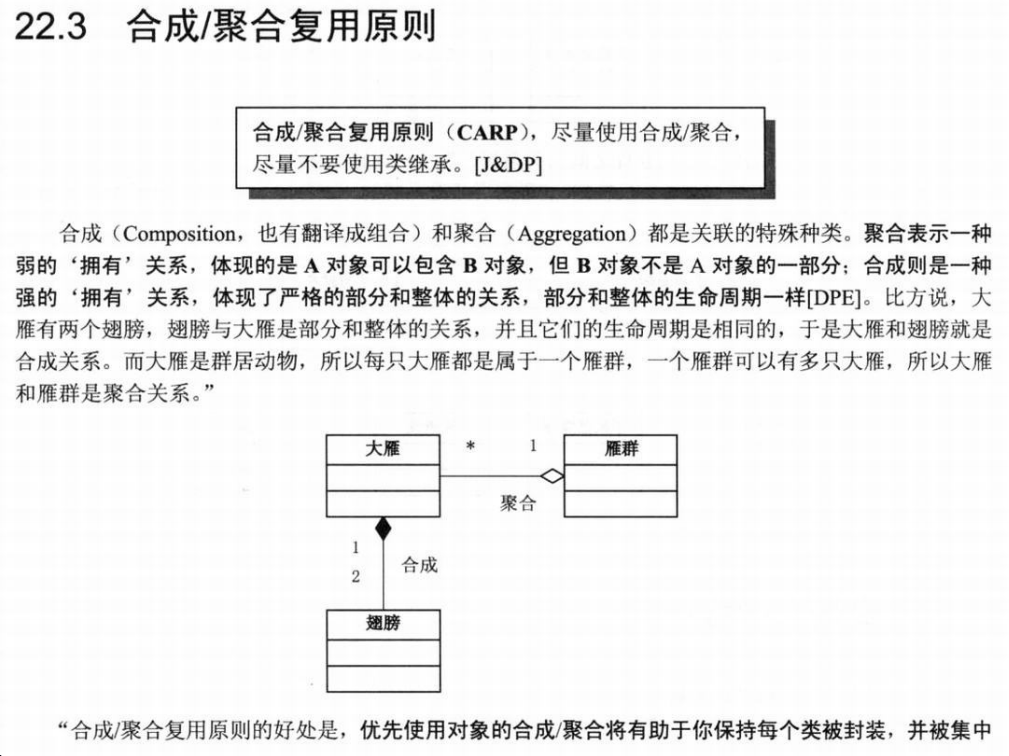 22.3 合成/聚合复用原则
合成/聚合复用原则（CARP），尽量使用合成/聚合，
尽量不要使用类继承。[J&DP]
合成（Composition，也有翻译成组合）和聚合（Aggregation）都是关联的特殊种类。聚合表示一种
弱的‘拥有’关系，体现的是 A 对象可以包含 B 对象，但 B 对象不是 A 对象的一部分；合成则是一种
强的‘拥有’关系，体现了严格的部分和整体的关系，部分和整体的生命周期一样[DPE]。比方说，大
雁有两个翅膀，翅膀与大雁是部分和整体的关系，并且它们的生命周期是相同的，于是大雁和翅膀就是
合成关系。而大雁是群居动物，所以每只大雁都是属于一个雁群，一个雁群可以有多只大雁，所以大雁
和雁群是聚合关系。”
大雁 * 1 雁群
聚合
1
合成
2
翅膀
“合成/聚合复用原则的好处是，优先使用对象的合成/聚合将有助于你保持每个类被封装，并被集中